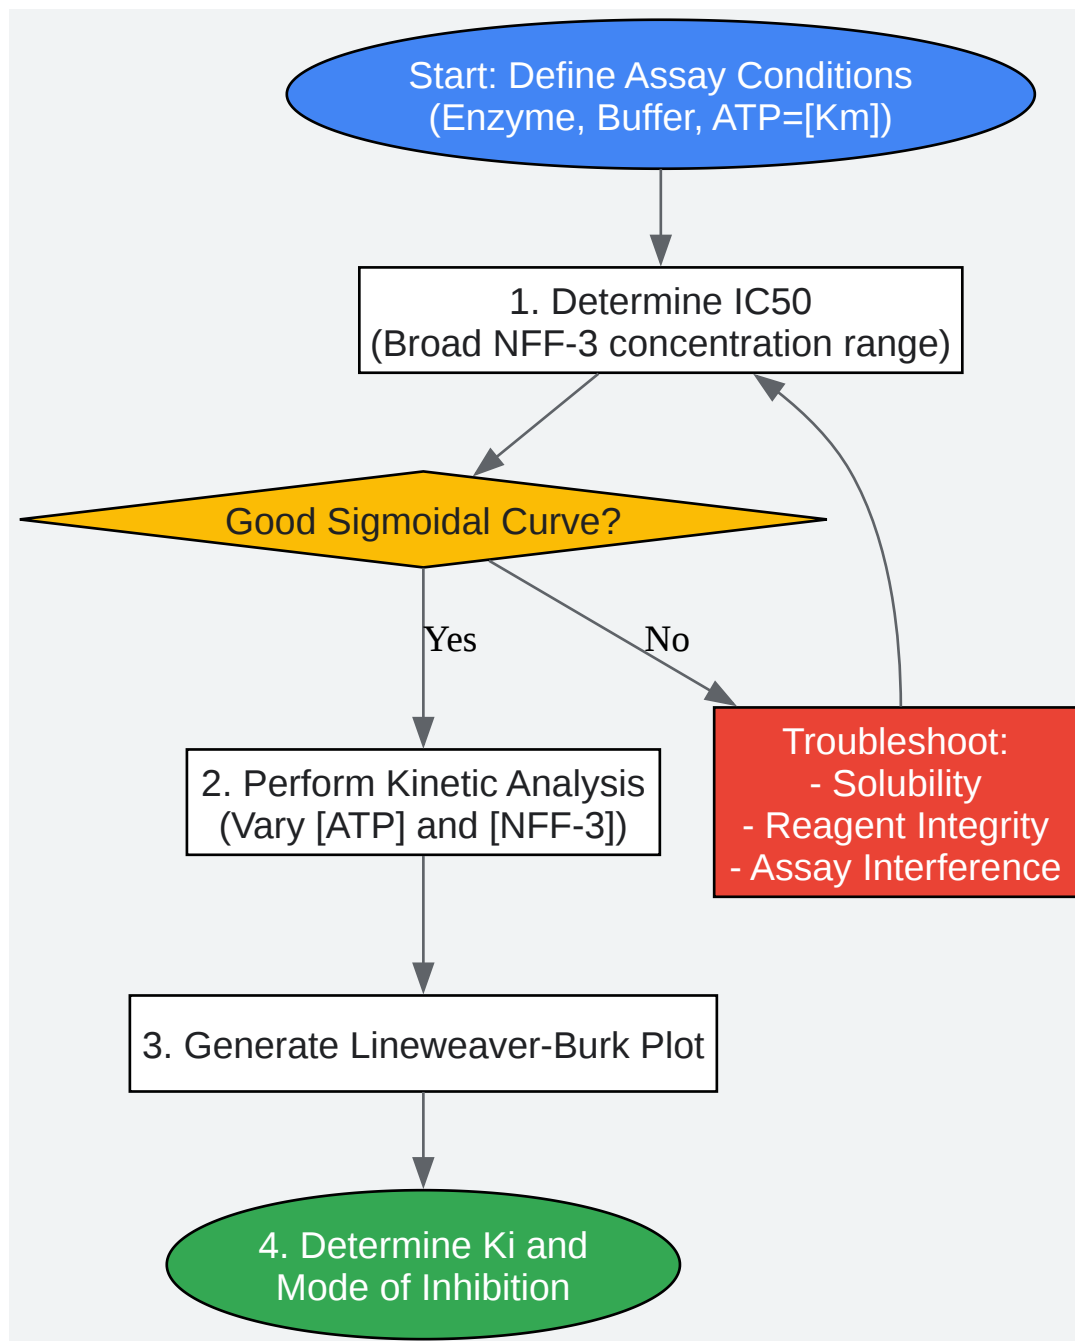 Start: Define Assay Conditions
(Enzyme, Buffer, ATP=[Km])
1. Determine IC50
(Broad NFF-3 concentration range)
Good Sigmoidal Curve?
Yes
No
Troubleshoot:
- Solubility
- Reagent Integrity
- Assay Interference
2. Perform Kinetic Analysis
(Vary [ATP] and [NFF-3])
3. Generate Lineweaver-Burk Plot
4. Determine Ki and
Mode of Inhibition